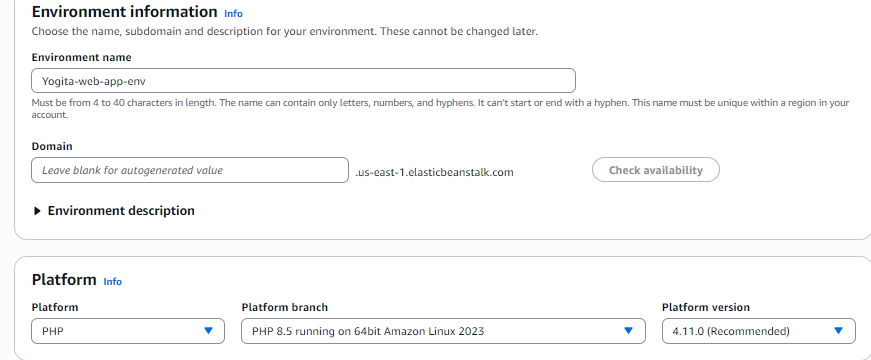 Environment information Info
Choose the name, subdomain and description for your environment. These cannot be changed later.
Environment name
Yogita-web-app-env
Must be from 4 to 40 characters in length. The name can contain only letters, numbers, and hyphens. It can't start or end with a hyphen. This name must be unique within a region in your
account.
Domain
Leave blank for autogenerated value .us-east-1.elasticbeanstalk.com Check availability
Environment description
Platform Info
Platform Platform branch Platform version
PHP PHP 8.5 running on 64bit Amazon Linux 2023 4.11.0 (Recommended)